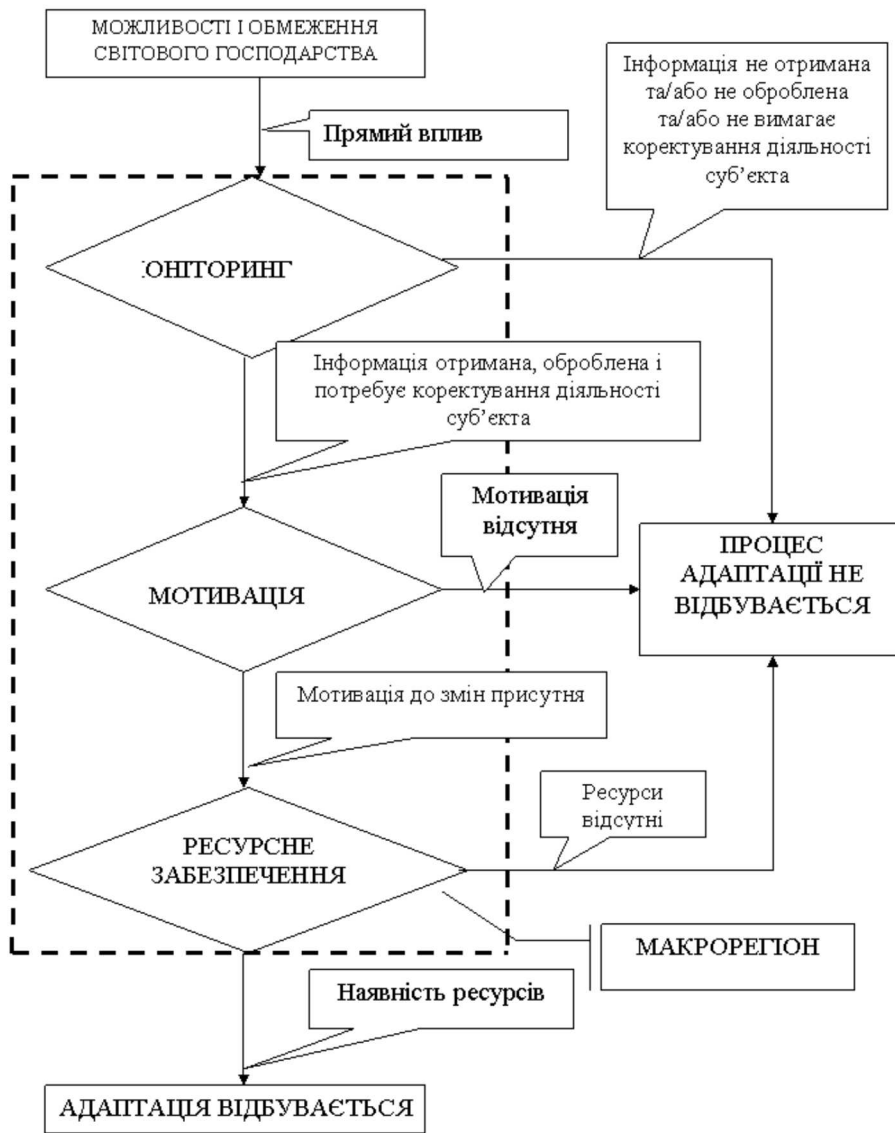 МОЖЛИВОСТІ І ОБМЕЖЕННЯ
СВІТОВОГО ГОСПОДАРСТВА
Інформація не отримана
та/або не оброблена
та/або не вимагає
коректування діяльності
суб’єкта
Прямий вплив
ОНІТОРИНГ
Інформація отримана, оброблена і
потребує коректування діяльності
суб’єкта
Мотивація
відсутня
ПРОЦЕС
АДАПТАЦІЇ НЕ
ВІДБУВАЄТЬСЯ
МОТИВАЦІЯ
Мотивація до змін присутня
Ресурси
відсутні
РЕСУРСНЕ
ЗАБЕЗПЕЧЕННЯ
МАКРОРЕГІОН
Наявність ресурсів
АДАПТАЦІЯ ВІДБУВАЄТЬСЯ